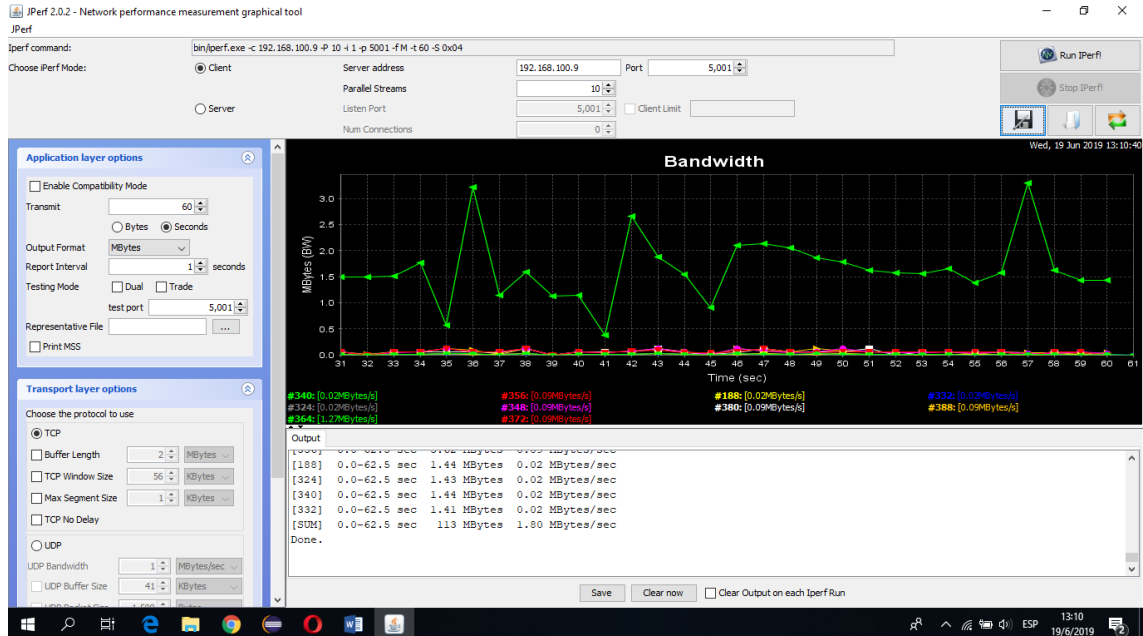 JPerf 2.0.2 - Network performance measurement graphical tool
JPerf
Iperf command: bin/iperf.exe -c 192.168.100.9 -P 10 -i 1 -p 5001 -f M -t 60 -S 0x04
Choose iPerf Mode: Client Server address 192.168.100.9 Port 5,001
Parallel Streams 10
Server Listen Port 5,001 Client Limit
Num Connections 0
Run IPerf!
Stop IPerf!
Application layer options
Enable Compatibility Mode
Transmit 60
Bytes Seconds
Output Format MBytes
Report Interval 1 seconds
Testing Mode Dual Trade
test port 5,001
Representative File ...
Print MSS
Transport layer options
Choose the protocol to use
TCP
Buffer Length 2 MBytes
TCP Window Size 56 KBytes
Max Segment Size 1 KBytes
TCP No Delay
UDP
UDP Bandwidth 1 MBytes/sec
UDP Buffer Size 41 KBytes
Wed, 19 Jun 2019 13:10:40
Bandwidth
MBytes (BW)
3.0
2.5
2.0
1.5
1.0
0.5
0.0
31 32 33 34 35 36 37 38 39 40 41 42 43 44 45 46 47 48 49 50 51 52 53 54 55 56 57 58 59 60 61
Time (sec)
#340: [0.02MBytes/s] #356: [0.09MBytes/s] #188: [0.02MBytes/s] #332: [0.02MBytes/s]
#324: [0.02MBytes/s] #348: [0.09MBytes/s] #380: [0.09MBytes/s] #388: [0.09MBytes/s]
#364: [1.27MBytes/s] #372: [0.09MBytes/s]
Output
[188] 0.0-62.5 sec 1.44 MBytes 0.02 MBytes/sec
[324] 0.0-62.5 sec 1.43 MBytes 0.02 MBytes/sec
[340] 0.0-62.5 sec 1.44 MBytes 0.02 MBytes/sec
[332] 0.0-62.5 sec 1.41 MBytes 0.02 MBytes/sec
[SUM] 0.0-62.5 sec 113 MBytes 1.80 MBytes/sec
Done.
Save Clear now Clear Output on each Iperf Run
ESP
13:10
19/6/2019
2